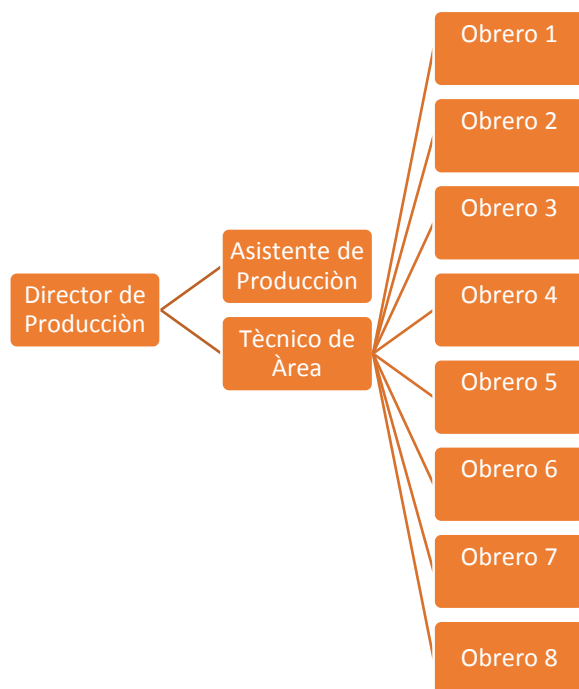 Director de
Producciòn
Asistente de
Producciòn
Tècnico de
Àrea
Obrero 1
Obrero 2
Obrero 3
Obrero 4
Obrero 5
Obrero 6
Obrero 7
Obrero 8